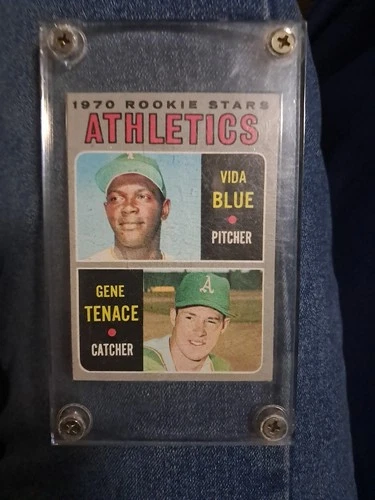 1970 ROOKIE STARS
ATHLETICS
A
VIDA
BLUE
PITCHER
GENE
TENACE
CATCHER
A